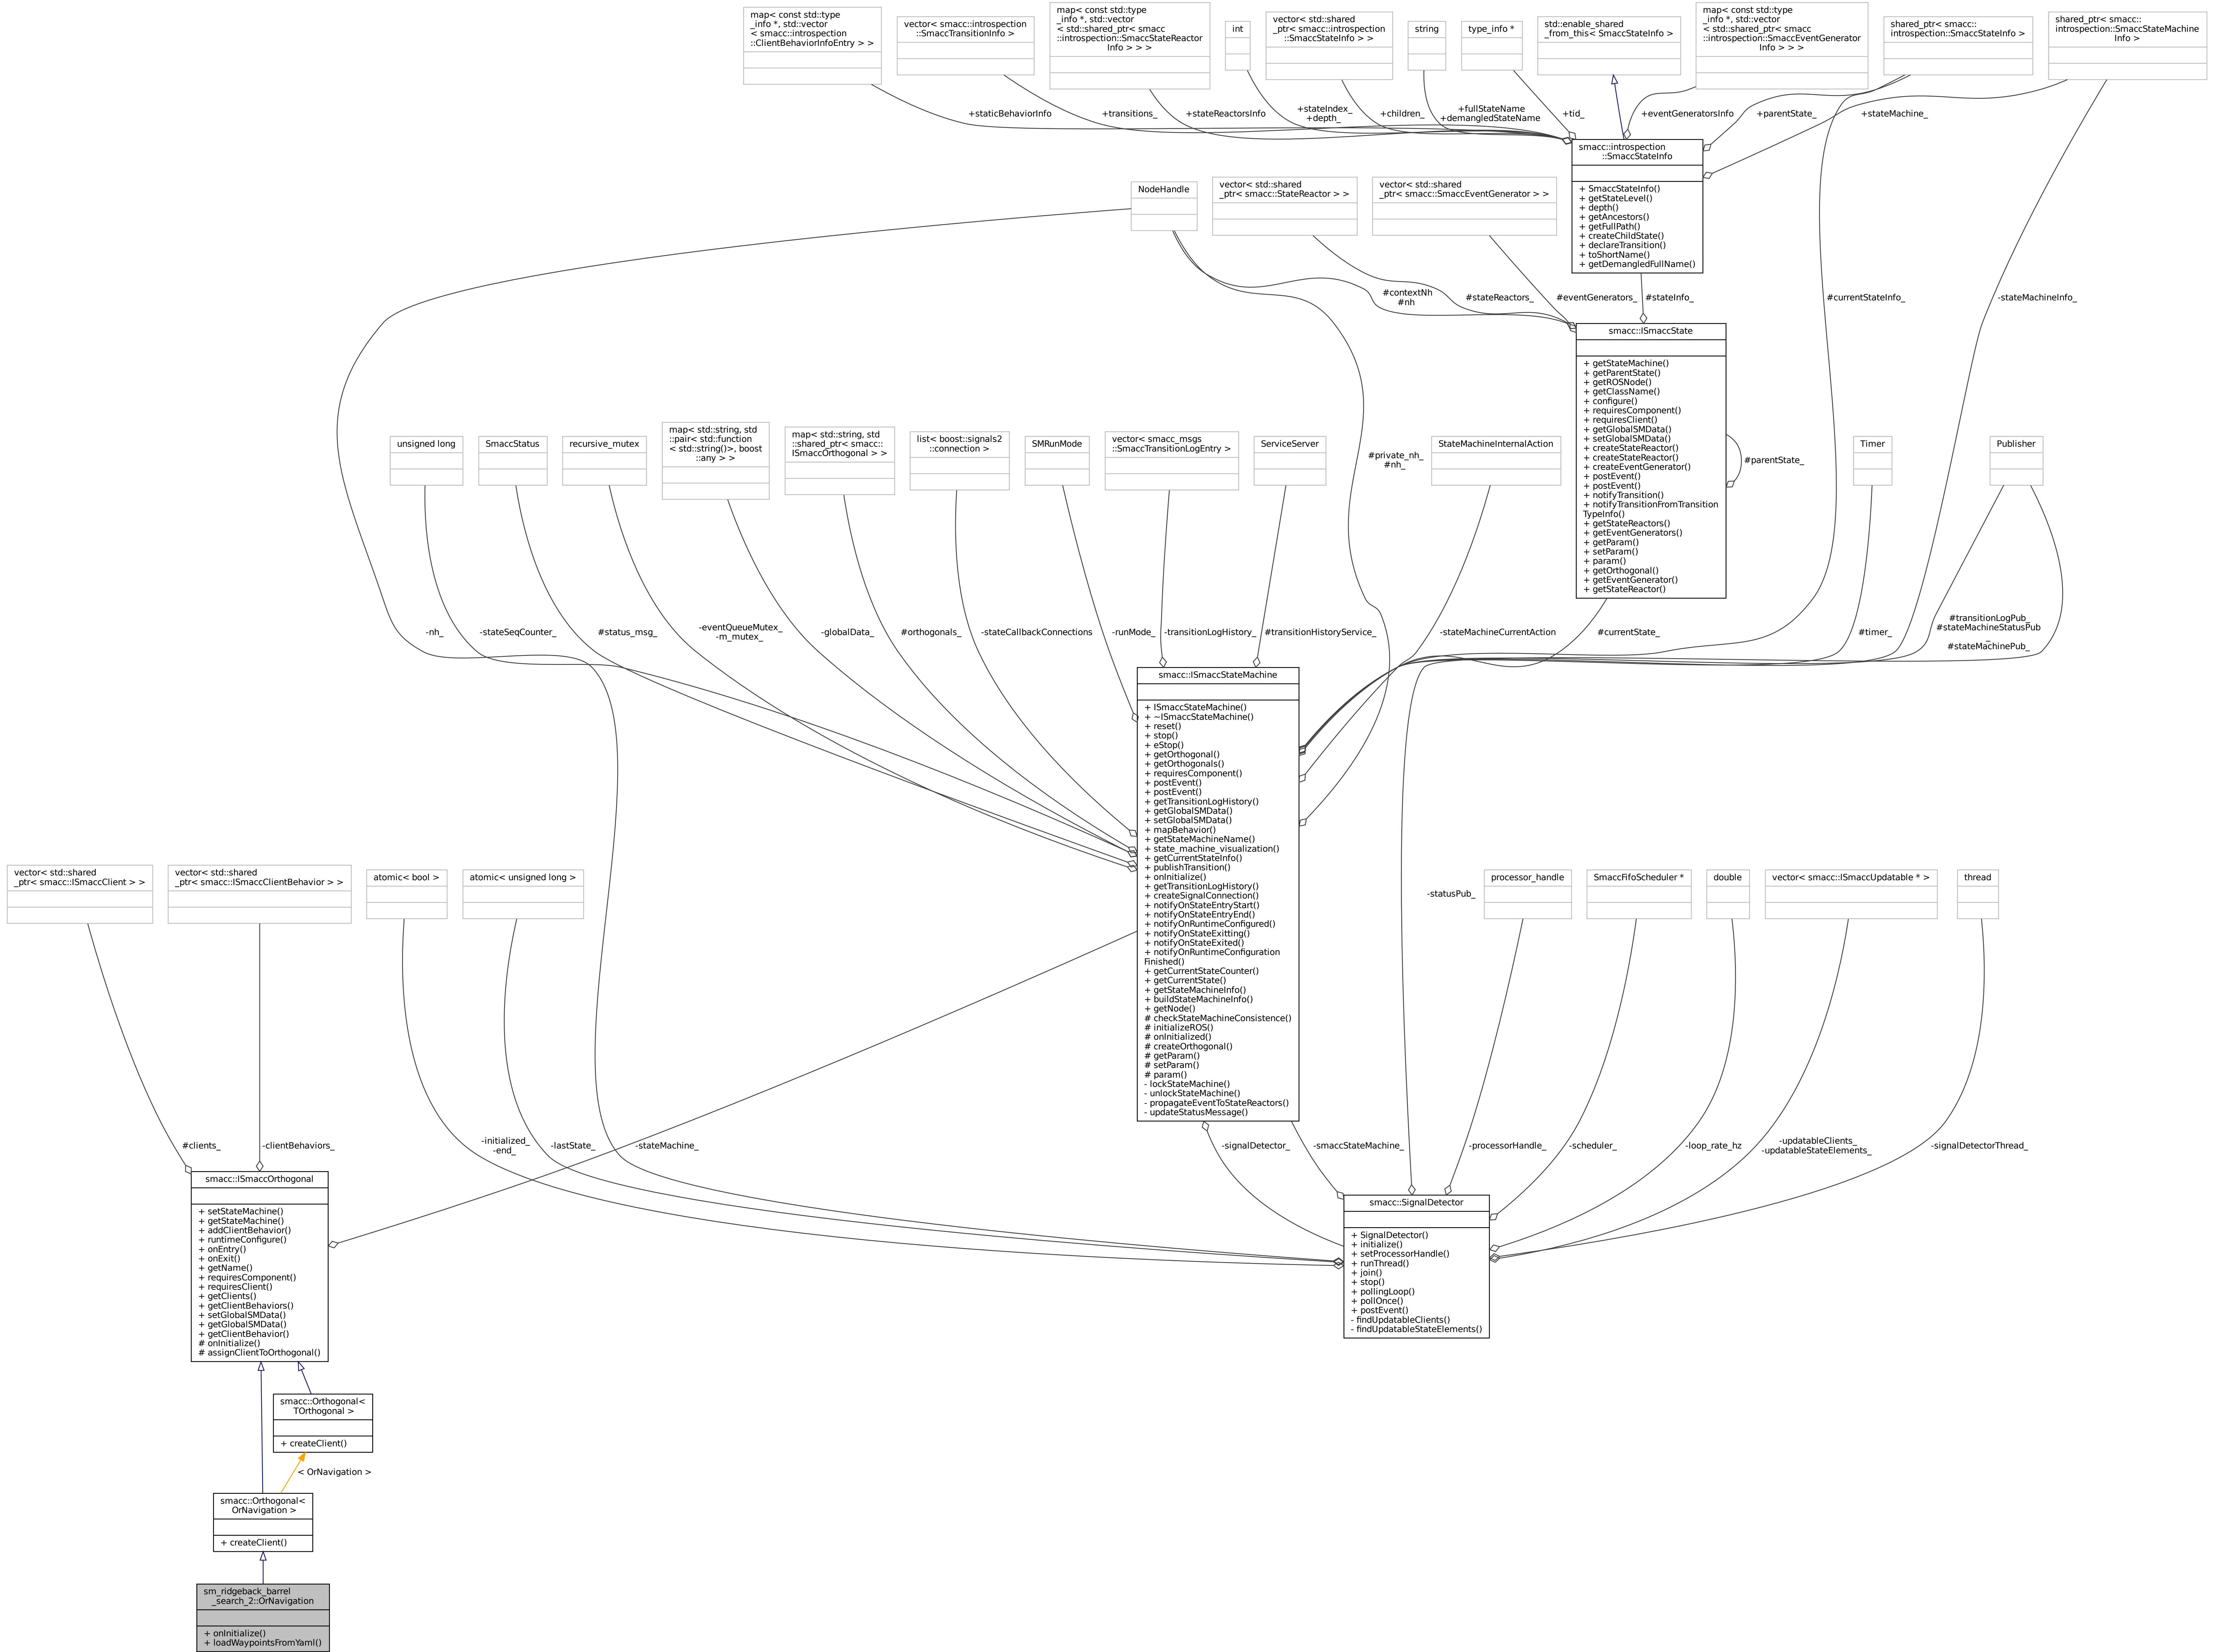 map< const std::type
_info *, std::vector
< smacc::introspection
::ClientBehaviorInfoEntry > >
vector< smacc::introspection
::SmaccTransitionInfo >
map< const std::type
_info *, std::vector
< std::shared_ptr< smacc
::introspection::SmaccStateReactor
Info > > >
int
vector< std::shared
_ptr< smacc::introspection
::SmaccStateInfo > >
string
type_info *
std::enable_shared
_from_this< SmaccStateInfo >
map< const std::type
_info *, std::vector
< std::shared_ptr< smacc
::introspection::SmaccEventGenerator
Info > > >
shared_ptr< smacc::
introspection::SmaccStateInfo >
shared_ptr< smacc::
introspection::SmaccStateMachine
Info >
+staticBehaviorInfo
+transitions_
+stateReactorsInfo
+stateIndex_
+depth_
+children_
+fullStateName
+demangledStateName
+tid_
+eventGeneratorsInfo
+parentState_
+stateMachine_
smacc::introspection
::SmaccStateInfo
+ SmaccStateInfo()
+ getStateLevel()
+ depth()
+ getAncestors()
+ getFullPath()
+ createChildState()
+ declareTransition()
+ toShortName()
+ getDemangledFullName()
NodeHandle
vector< std::shared
_ptr< smacc::StateReactor > >
vector< std::shared
_ptr< smacc::SmaccEventGenerator > >
#contextNh
#nh
#stateReactors_
#eventGenerators_
#stateInfo_
#currentStateInfo_
-stateMachineInfo_
smacc::ISmaccState
+ getStateMachine()
+ getParentState()
+ getROSNode()
+ getClassName()
+ configure()
+ requiresComponent()
+ requiresClient()
+ getGlobalSMData()
+ setGlobalSMData()
+ createStateReactor()
+ createStateReactor()
+ createEventGenerator()
+ postEvent()
+ postEvent()
+ notifyTransition()
+ notifyTransitionFromTransition
TypeInfo()
+ getStateReactors()
+ getEventGenerators()
+ getParam()
+ setParam()
+ param()
+ getOrthogonal()
+ getEventGenerator()
+ getStateReactor()
#parentState_
unsigned long
SmaccStatus
recursive_mutex
map< std::string, std
::pair< std::function
< std::string()>, boost
::any > >
map< std::string, std
::shared_ptr< smacc::
ISmaccOrthogonal > >
list< boost::signals2
::connection >
SMRunMode
vector< smacc_msgs
::SmaccTransitionLogEntry >
ServiceServer
#private_nh_
#nh_
StateMachineInternalAction
Timer
Publisher
-nh_
-stateSeqCounter_
#status_msg_
-eventQueueMutex_
-m_mutex_
-globalData_
#orthogonals_
-stateCallbackConnections
-runMode_
-transitionLogHistory_
#transitionHistoryService_
-stateMachineCurrentAction
#currentState_
#timer_
#transitionLogPub_
#stateMachineStatusPub
_
#stateMachinePub_
smacc::ISmaccStateMachine
+ ISmaccStateMachine()
+ ~ISmaccStateMachine()
+ reset()
+ stop()
+ eStop()
+ getOrthogonal()
+ getOrthogonals()
+ requiresComponent()
+ postEvent()
+ postEvent()
+ getTransitionLogHistory()
+ getGlobalSMData()
+ setGlobalSMData()
+ mapBehavior()
+ getStateMachineName()
+ state_machine_visualization()
+ getCurrentStateInfo()
+ publishTransition()
+ onInitialize()
+ getTransitionLogHistory()
+ createSignalConnection()
+ notifyOnStateEntryStart()
+ notifyOnStateEntryEnd()
+ notifyOnRuntimeConfigured()
+ notifyOnStateExitting()
+ notifyOnStateExited()
+ notifyOnRuntimeConfiguration
Finished()
+ getCurrentStateCounter()
+ getCurrentState()
+ getStateMachineInfo()
+ buildStateMachineInfo()
+ getNode()
# checkStateMachineConsistence()
# initializeROS()
# onInitialized()
# createOrthogonal()
# getParam()
# setParam()
# param()
- lockStateMachine()
- unlockStateMachine()
- propagateEventToStateReactors()
- updateStatusMessage()
vector< std::shared
_ptr< smacc::ISmaccClient > >
vector< std::shared
_ptr< smacc::ISmaccClientBehavior > >
atomic< bool >
atomic< unsigned long >
-statusPub_
processor_handle
SmaccFifoScheduler *
double
vector< smacc::ISmaccUpdatable * >
thread
#clients_
-clientBehaviors_
-initialized_
-end_
-lastState_
-stateMachine_
-signalDetector_
-smaccStateMachine_
-processorHandle_
-scheduler_
-loop_rate_hz
-updatableClients_
-updatableStateElements_
-signalDetectorThread_
smacc::ISmaccOrthogonal
+ setStateMachine()
+ getStateMachine()
+ addClientBehavior()
+ runtimeConfigure()
+ onEntry()
+ onExit()
+ getName()
+ requiresComponent()
+ requiresClient()
+ getClients()
+ getClientBehaviors()
+ setGlobalSMData()
+ getGlobalSMData()
+ getClientBehavior()
# onInitialize()
# assignClientToOrthogonal()
smacc::SignalDetector
+ SignalDetector()
+ initialize()
+ setProcessorHandle()
+ runThread()
+ join()
+ stop()
+ pollingLoop()
+ pollOnce()
+ postEvent()
- findUpdatableClients()
- findUpdatableStateElements()
smacc::Orthogonal<
TOrthogonal >
+ createClient()
< OrNavigation >
smacc::Orthogonal<
OrNavigation >
+ createClient()
sm_ridgeback_barrel
_search_2::OrNavigation
+ onInitialize()
+ loadWaypointsFromYaml()